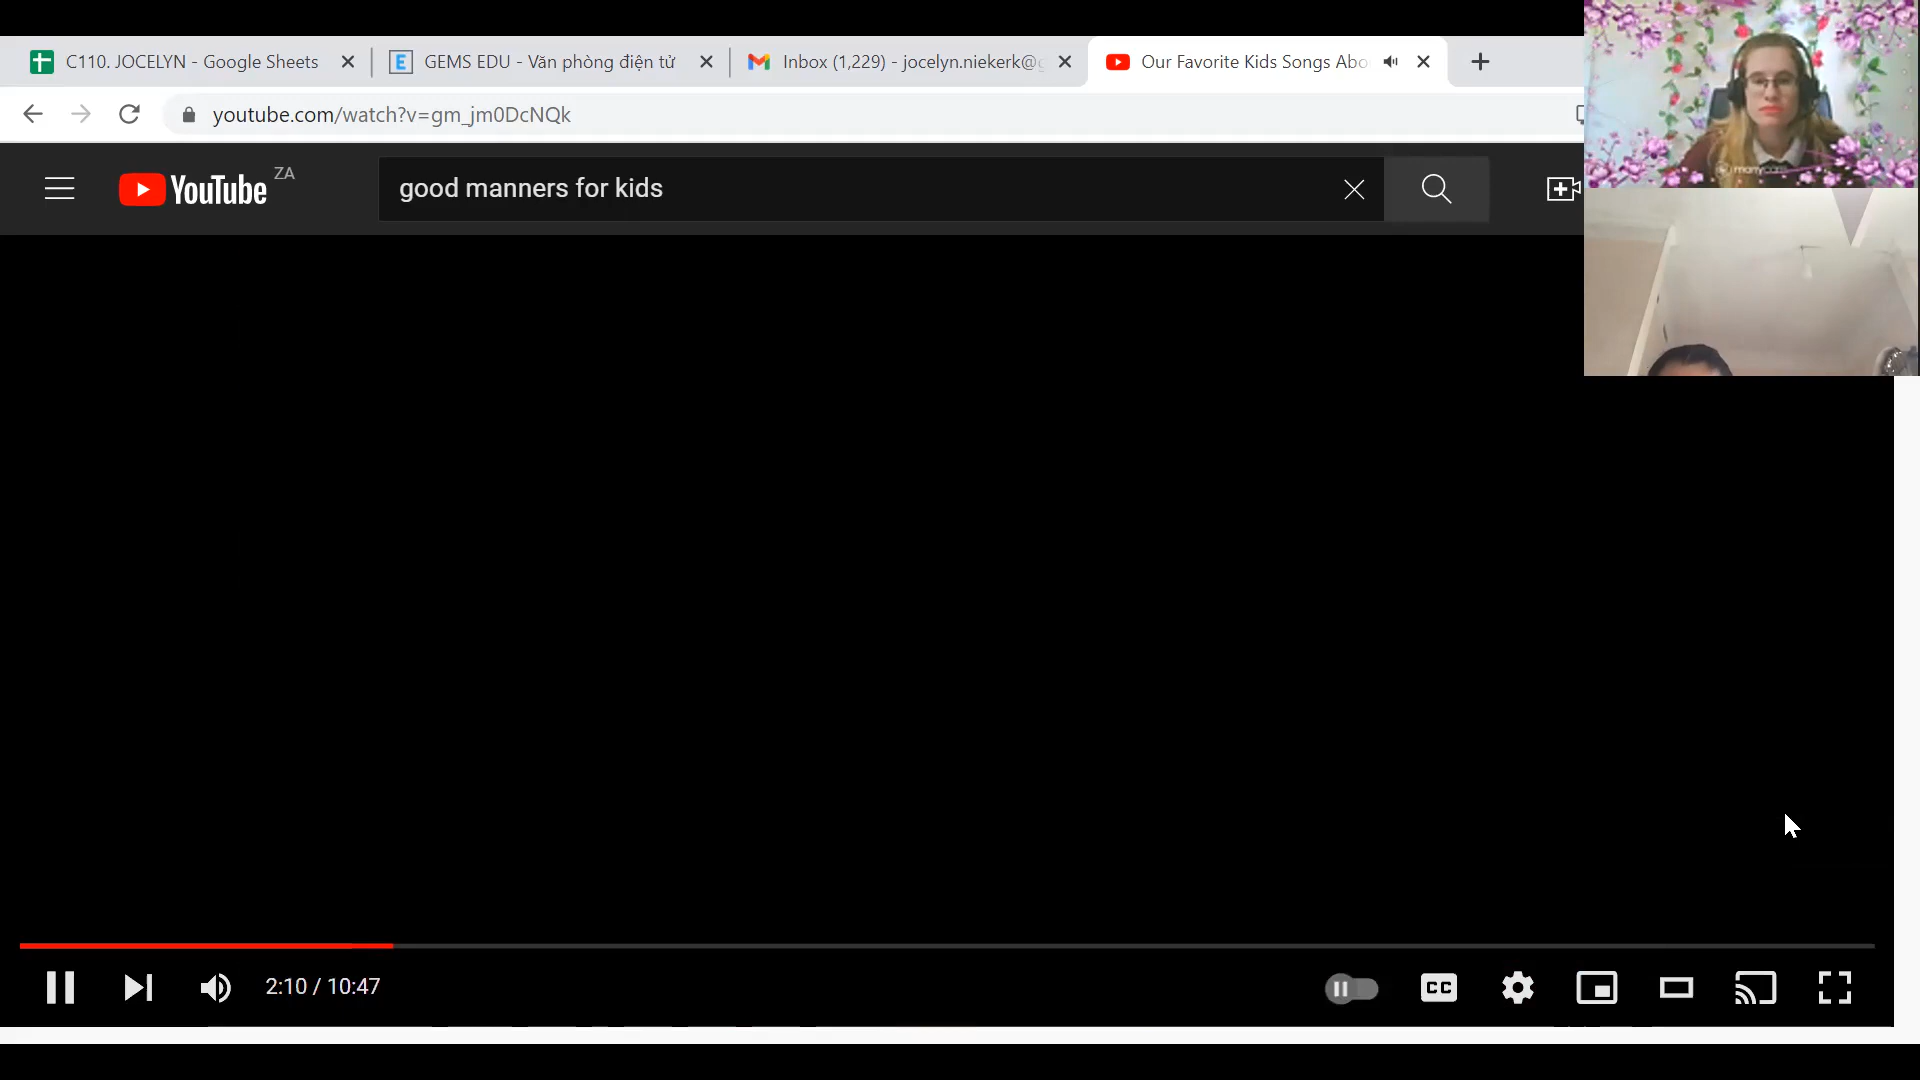 C110. JOCELYN - Google Sheets
GEMS EDU - Văn phòng điện tử
Inbox (1,229) - jocelyn.niekerk@g
Our Favorite Kids Songs Abo
youtube.com/watch?v=gm_jm0DcNQk
YouTube ZA
good manners for kids
2:10 / 10:47
CC